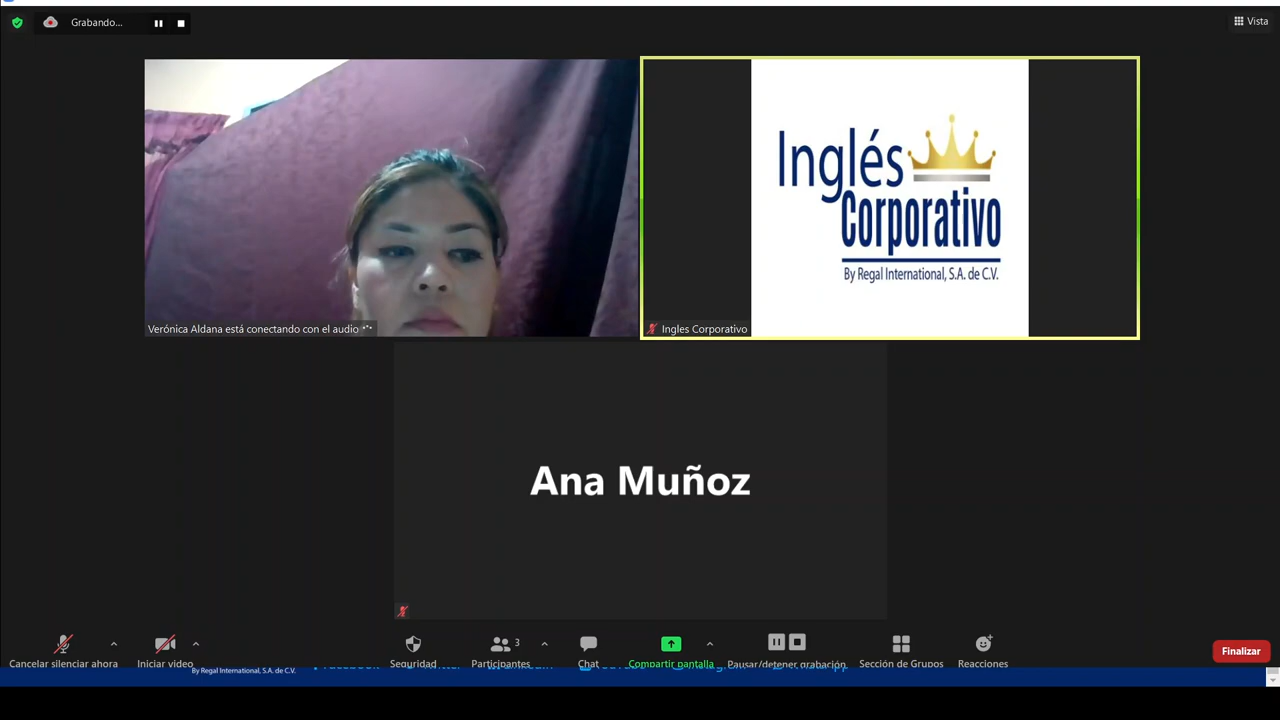 Grabando...
Vista
Verónica Aldana está conectando con el audio
Inglés
Corporativo
By Regal International, S.A. de C.V.
Ingles Corporativo
Ana Muñoz
Cancelar silenciar ahora
Iniciar video
Seguridad
Participantes
3
Chat
Compartir pantalla
Pausar/detener grabación
Sección de Grupos
Reacciones
Finalizar
By Regal International, S.A. de C.V.